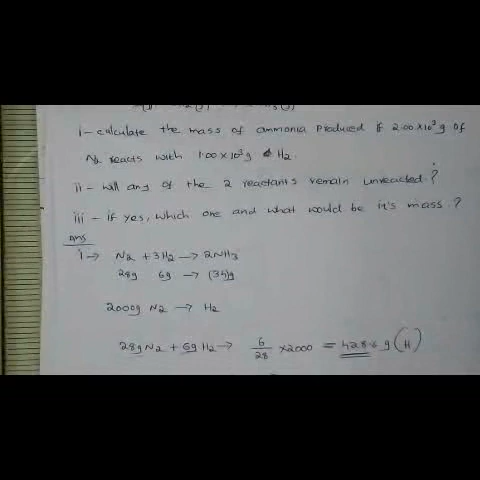 i - calculate the mass of ammonia produced if 2.00 x 10³g of
N2 reacts with 1.00 x 10³g of H2.
ii - will any of the 2 reactants remain unreacted?
iii - if yes, which one and what would be it's mass.?
ans
i → N2 + 3H2 → 2NH3
28g 6g → (34)g
2000g N2 → H2
28g N2 + 6g H2 → 6/28 x 2000 = 428.6 g (H)